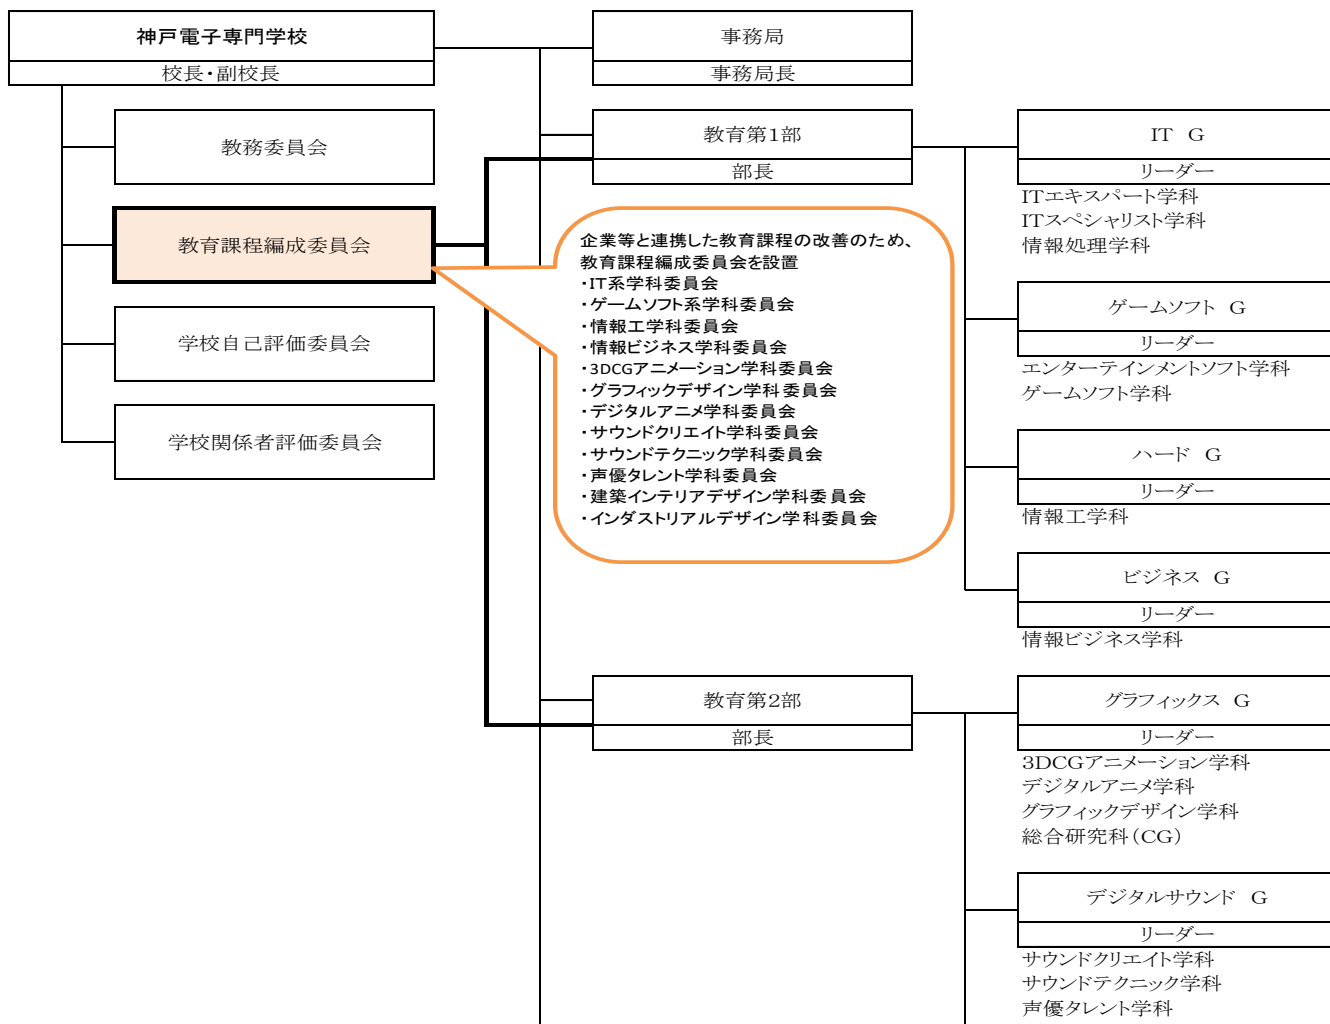 神戸電子専門学校
校長・副校長
教務委員会
教育課程編成委員会
学校自己評価委員会
学校関係者評価委員会
事務局
事務局長
教育第1部
部長
企業等と連携した教育課程の改善のため、
教育課程編成委員会を設置
・IT系学科委員会
・ゲームソフト系学科委員会
・情報工学科委員会
・情報ビジネス学科委員会
・3DCGアニメーション学科委員会
・グラフィックデザイン学科委員会
・デジタルアニメ学科委員会
・サウンドクリエイト学科委員会
・サウンドテクニック学科委員会
・声優タレント学科委員会
・建築インテリアデザイン学科委員会
・インダストリアルデザイン学科委員会
教育第2部
部長
IT G
リーダー
ITエキスパート学科
ITスペシャリスト学科
情報処理学科
ゲームソフト G
リーダー
エンターテインメントソフト学科
ゲームソフト学科
ハード G
リーダー
情報工学科
ビジネス G
リーダー
情報ビジネス学科
グラフィックス G
リーダー
3DCGアニメーション学科
デジタルアニメ学科
グラフィックデザイン学科
総合研究科(CG)
デジタルサウンド G
リーダー
サウンドクリエイト学科
サウンドテクニック学科
声優タレント学科